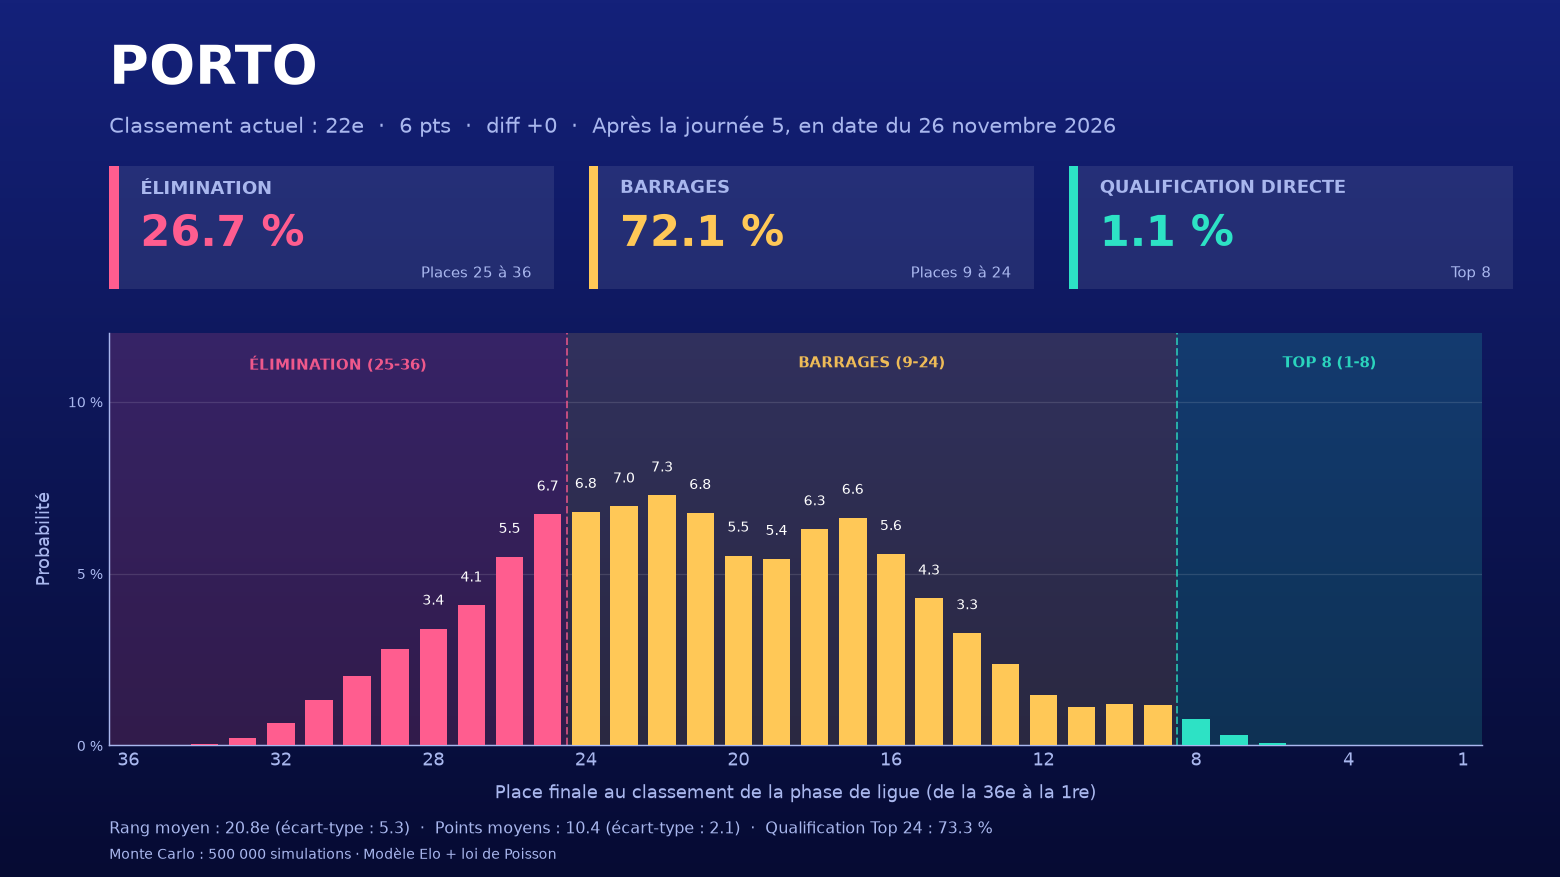 PORTO
Classement actuel : 22e · 6 pts · diff +0 · Après la journée 5, en date du 26 novembre 2026
ÉLIMINATION
26.7 %
Places 25 à 36
BARRAGES
72.1 %
Places 9 à 24
QUALIFICATION DIRECTE
1.1 %
Top 8
ÉLIMINATION (25-36)
BARRAGES (9-24)
TOP 8 (1-8)
Probabilité
10 %
5 %
0 %
3.4
4.1
5.5
6.7
6.8
7.0
7.3
6.8
5.5
5.4
6.3
6.6
5.6
4.3
3.3
36 32 28 24 20 16 12 8 4 1
Place finale au classement de la phase de ligue (de la 36e à la 1re)
Rang moyen : 20.8e (écart-type : 5.3) · Points moyens : 10.4 (écart-type : 2.1) · Qualification Top 24 : 73.3 %
Monte Carlo : 500 000 simulations · Modèle Elo + loi de Poisson